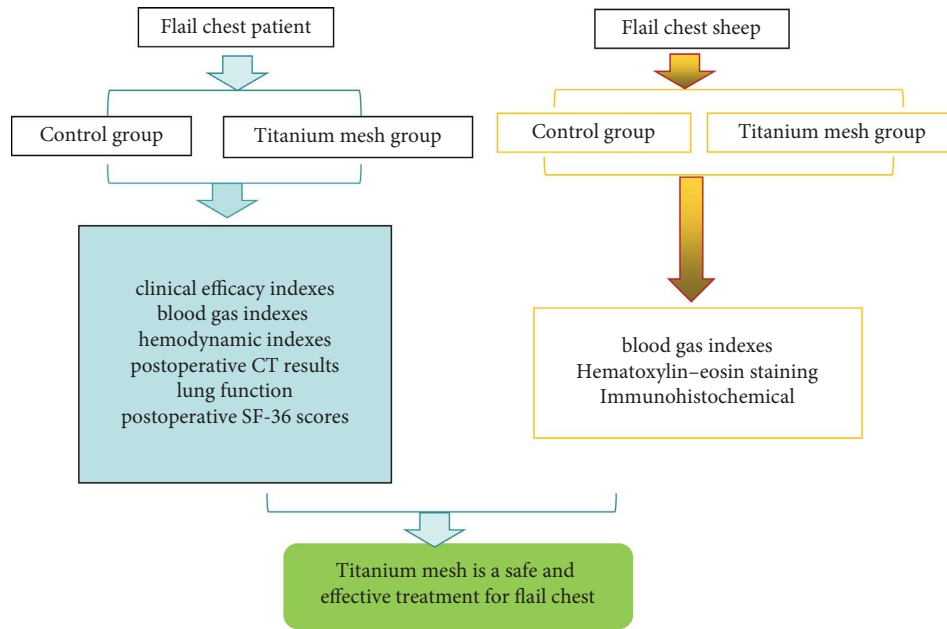 Flail chest patient
Control group
Titanium mesh group
clinical efficacy indexes
blood gas indexes
hemodynamic indexes
postoperative CT results
lung function
postoperative SF-36 scores
Flail chest sheep
Control group
Titanium mesh group
blood gas indexes
Hematoxylin–eosin staining
Immunohistochemical
Titanium mesh is a safe and
effective treatment for flail chest